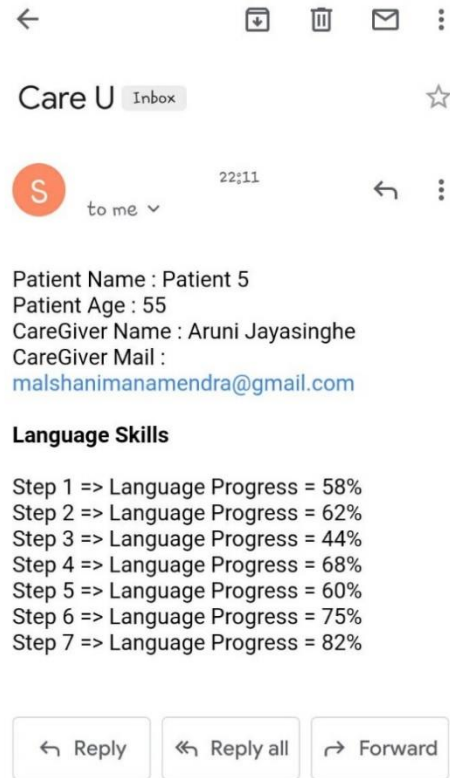 Care U Inbox
S
22:11
to me
Patient Name : Patient 5
Patient Age : 55
CareGiver Name : Aruni Jayasinghe
CareGiver Mail :
malshanimanamendra@gmail.com
Language Skills
Step 1 => Language Progress = 58%
Step 2 => Language Progress = 62%
Step 3 => Language Progress = 44%
Step 4 => Language Progress = 68%
Step 5 => Language Progress = 60%
Step 6 => Language Progress = 75%
Step 7 => Language Progress = 82%
Reply Reply all Forward